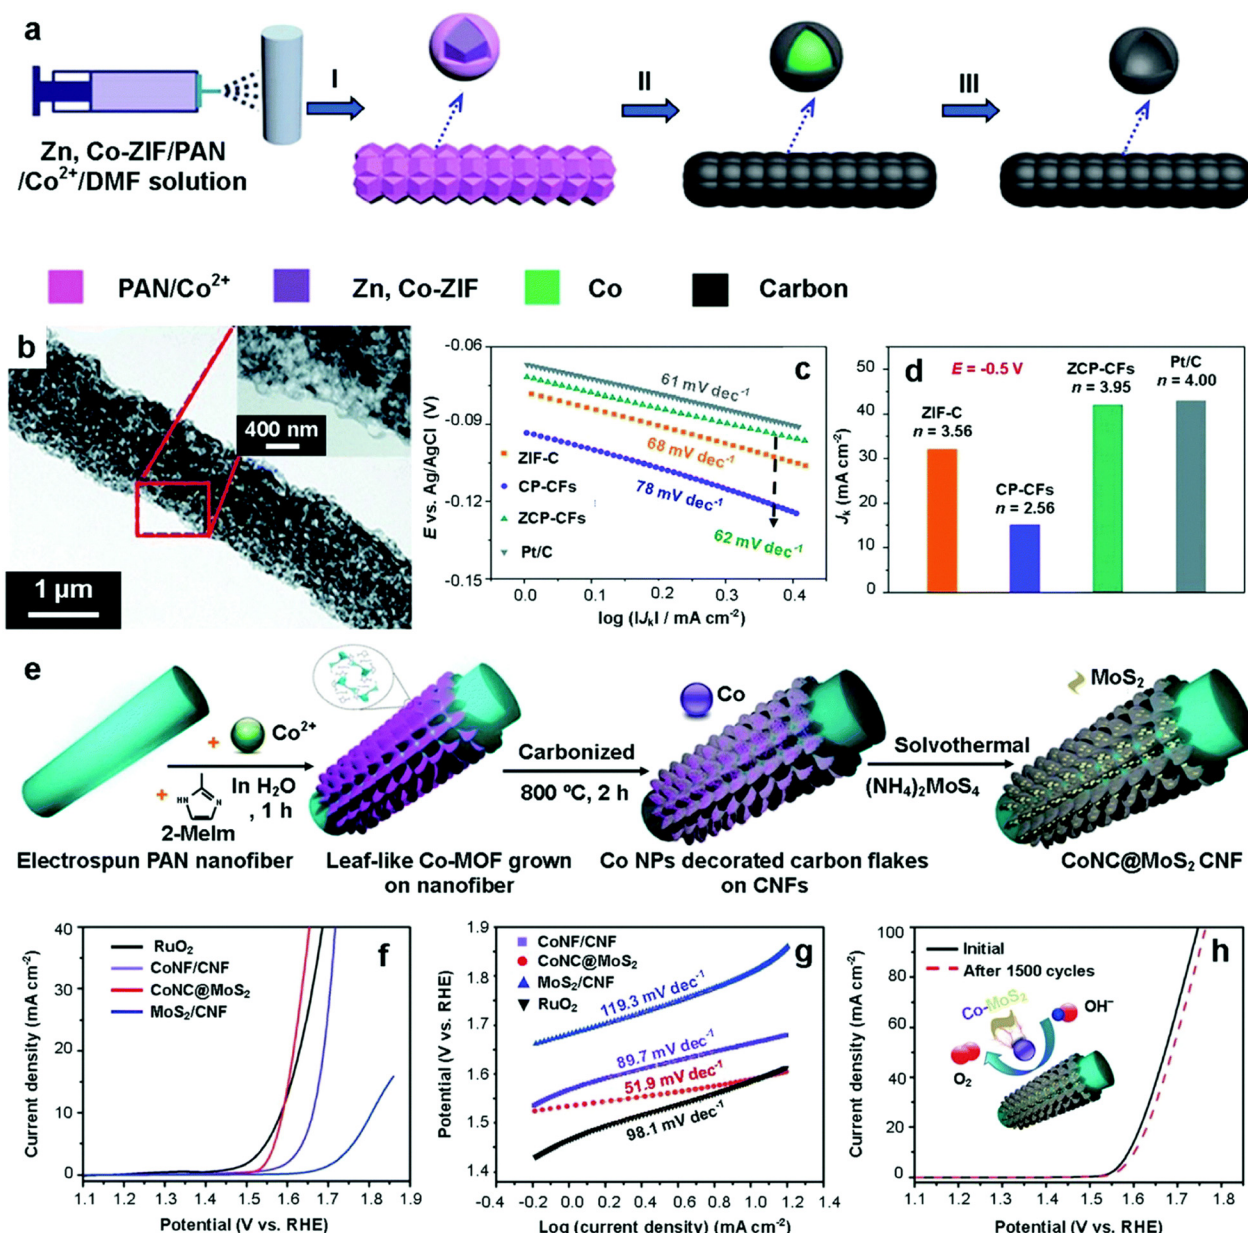 a
I
II
III
Zn, Co-ZIF/PAN
/Co²⁺/DMF solution
PAN/Co²⁺
Zn, Co-ZIF
Co
Carbon
b
400 nm
1 µm
c
-0.06
-0.09
-0.12
-0.15
E vs. Ag/AgCl (V)
61 mV dec⁻¹
68 mV dec⁻¹
78 mV dec⁻¹
62 mV dec⁻¹
ZIF-C
CP-CFs
ZCP-CFs
Pt/C
0.0 0.1 0.2 0.3 0.4
log (|Jₖ| / mA cm⁻²)
d
E = -0.5 V
50
40
30
20
10
0
Jₖ (mA cm⁻²)
ZIF-C
n = 3.56
CP-CFs
n = 2.56
ZCP-CFs
n = 3.95
Pt/C
n = 4.00
e
+ Co²⁺
In H₂O
, 1 h
+
HN N
2-MeIm
Co
Carbonized
800 ºC, 2 h
MoS₂
Solvothermal
(NH₄)₂MoS₄
Electrospun PAN nanofiber
Leaf-like Co-MOF grown
on nanofiber
Co NPs decorated carbon flakes
on CNFs
CoNC@MoS₂ CNF
f
40
30
20
10
0
Current density (mA cm⁻²)
RuO₂
CoNF/CNF
CoNC@MoS₂
MoS₂/CNF
1.1 1.2 1.3 1.4 1.5 1.6 1.7 1.8 1.9
Potential (V vs. RHE)
g
1.9
1.8
1.7
1.6
1.5
1.4
Potential (V vs. RHE)
CoNF/CNF
CoNC@MoS₂
MoS₂/CNF
RuO₂
119.3 mV dec⁻¹
89.7 mV dec⁻¹
51.9 mV dec⁻¹
98.1 mV dec⁻¹
-0.4 0.0 0.4 0.8 1.2
Log (current density) (mA cm⁻²)
h
100
80
60
40
20
0
Current density (mA cm⁻²)
Initial
After 1500 cycles
Co-MoS₂
OH⁻
O₂
1.1 1.2 1.3 1.4 1.5 1.6 1.7 1.8
Potential (V vs. RHE)